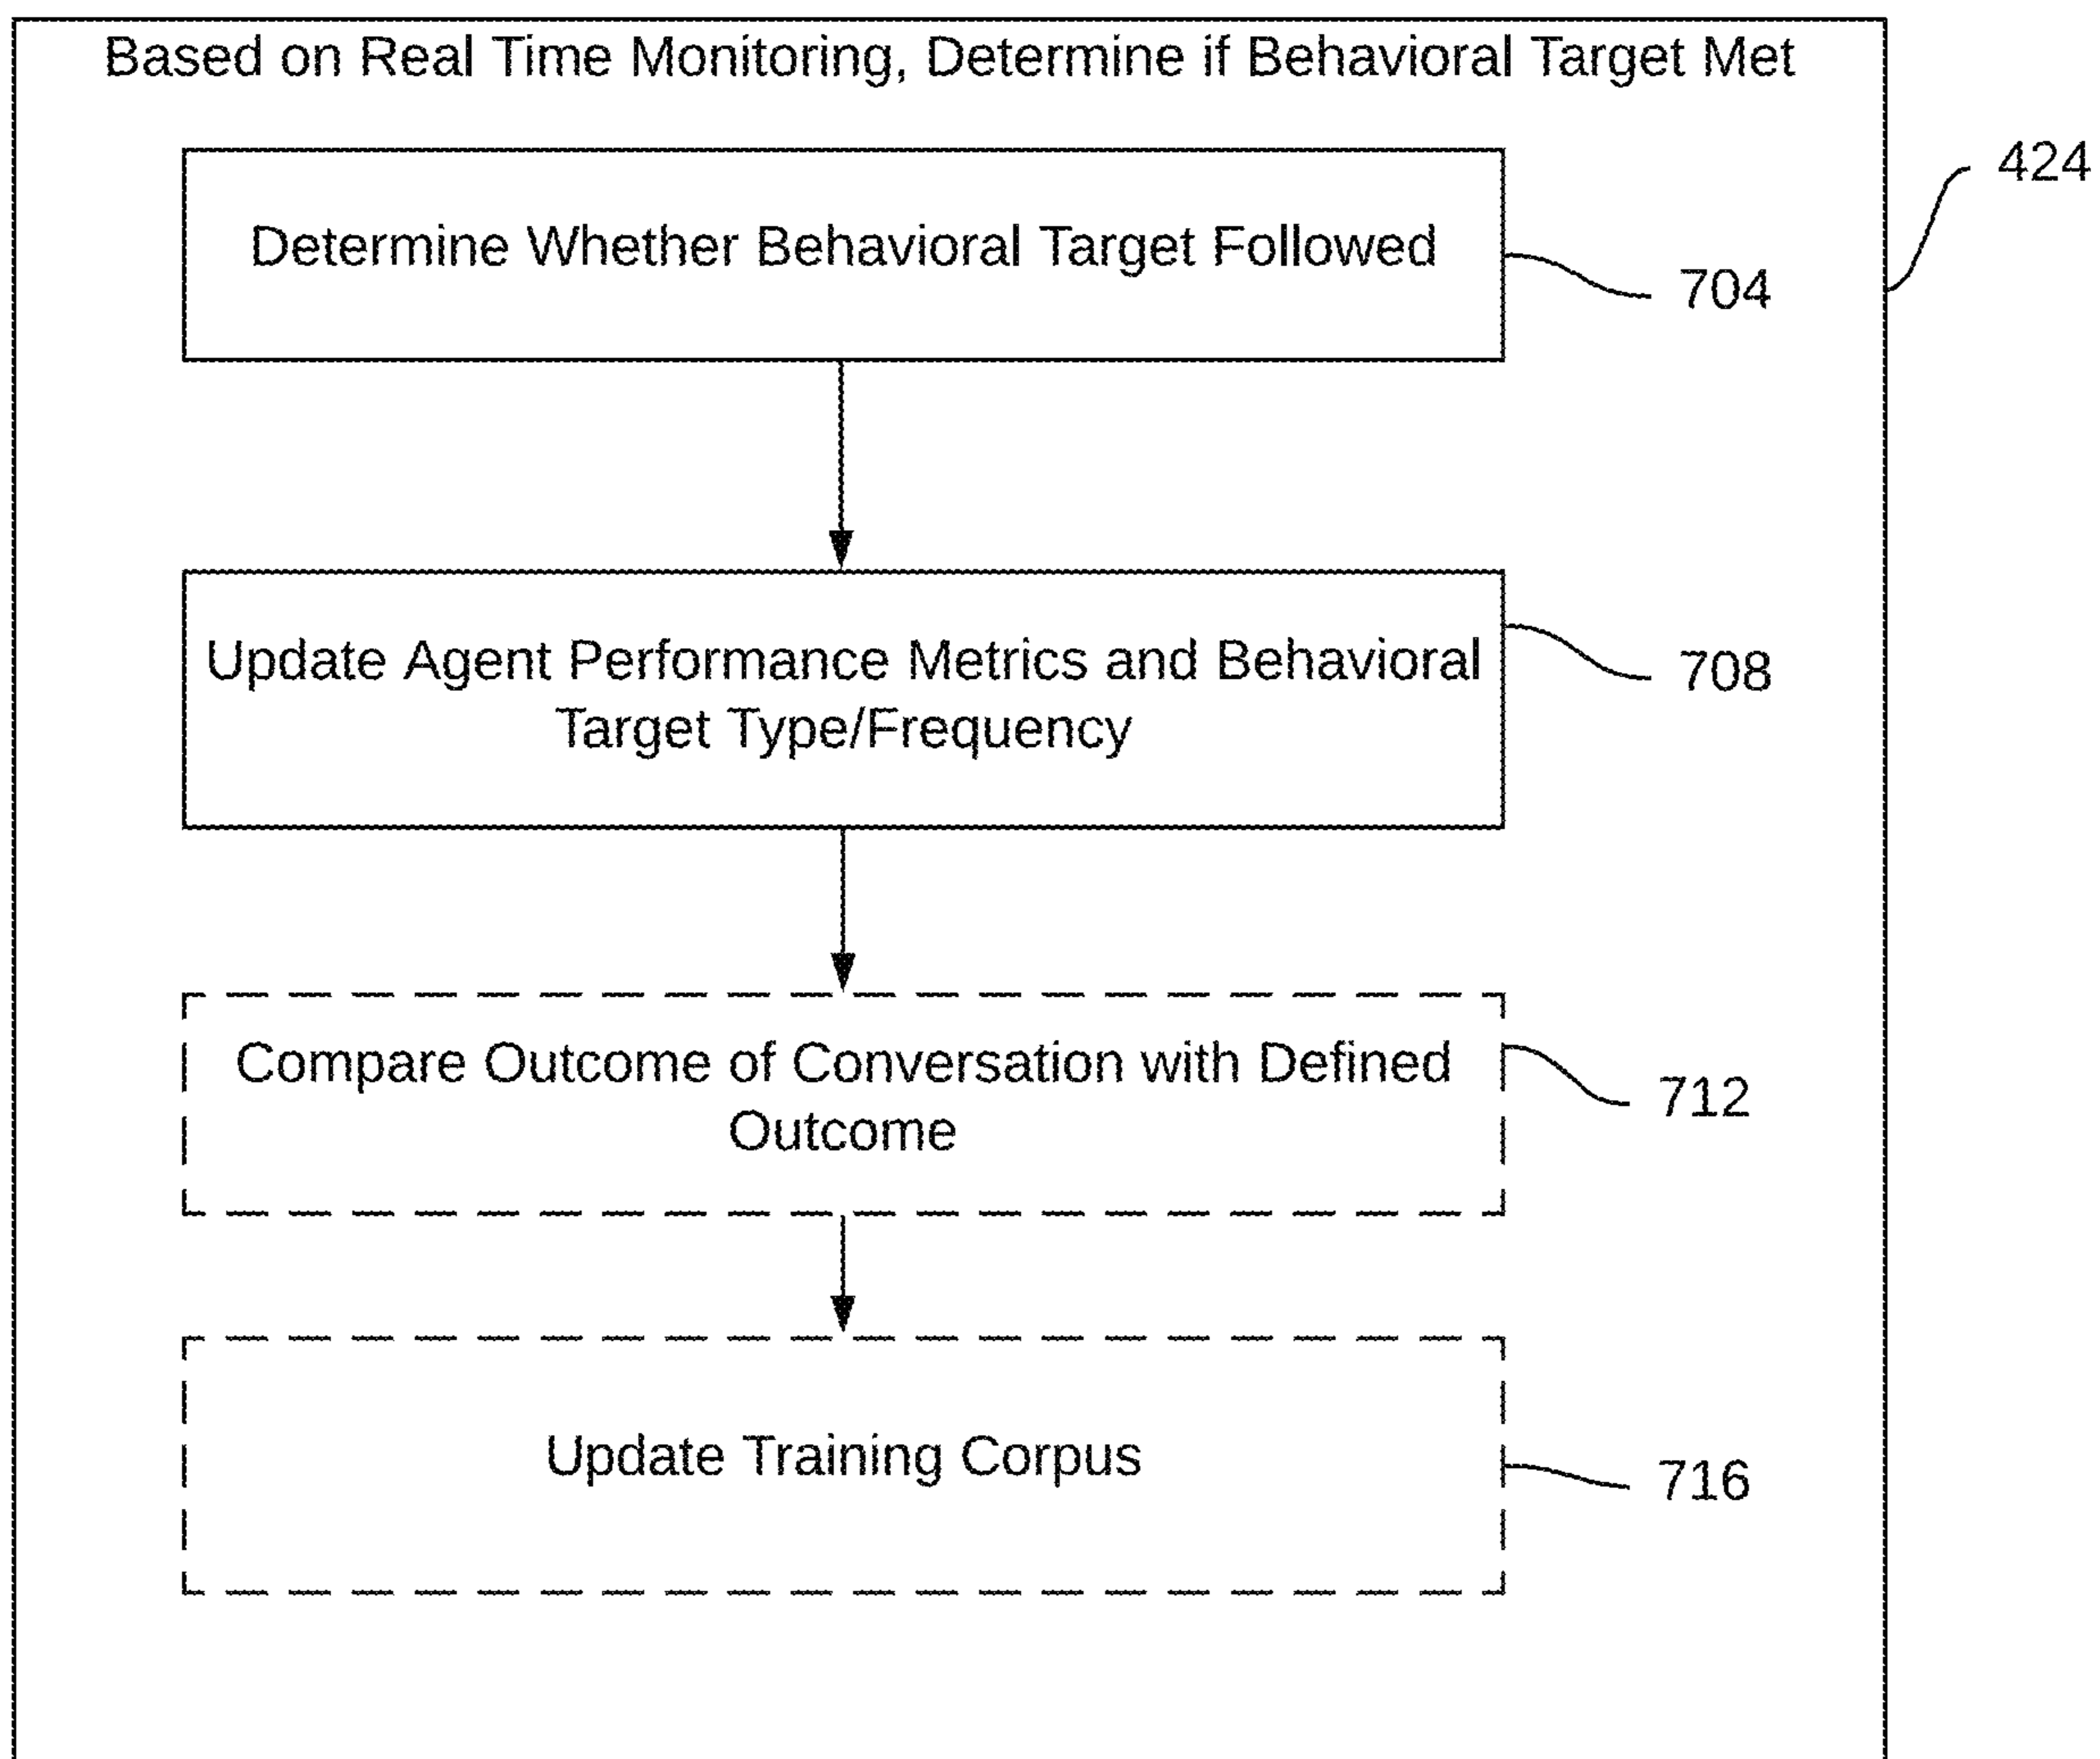 Based on Real Time Monitoring, Determine if Behavioral Target Met
424
Determine Whether Behavioral Target Followed
704
Update Agent Performance Metrics and Behavioral
Target Type/Frequency
708
Compare Outcome of Conversation with Defined
Outcome
712
Update Training Corpus
716